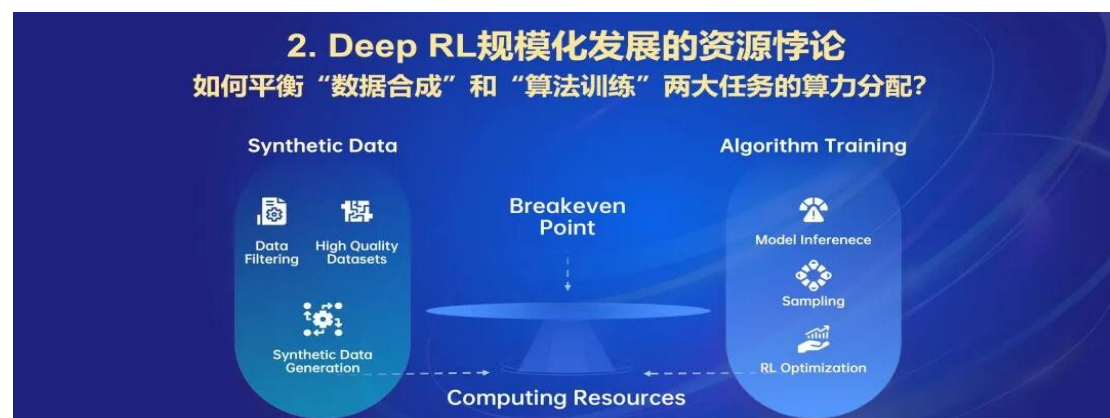 2. Deep RL规模化发展的资源悖论
如何平衡“数据合成”和“算法训练”两大任务的算力分配?
Synthetic Data
Data
Filtering
High Quality
Datasets
Synthetic Data
Generation
Breakeven
Point
Computing Resources
Algorithm Training
Model Inferenece
Sampling
RL Optimization